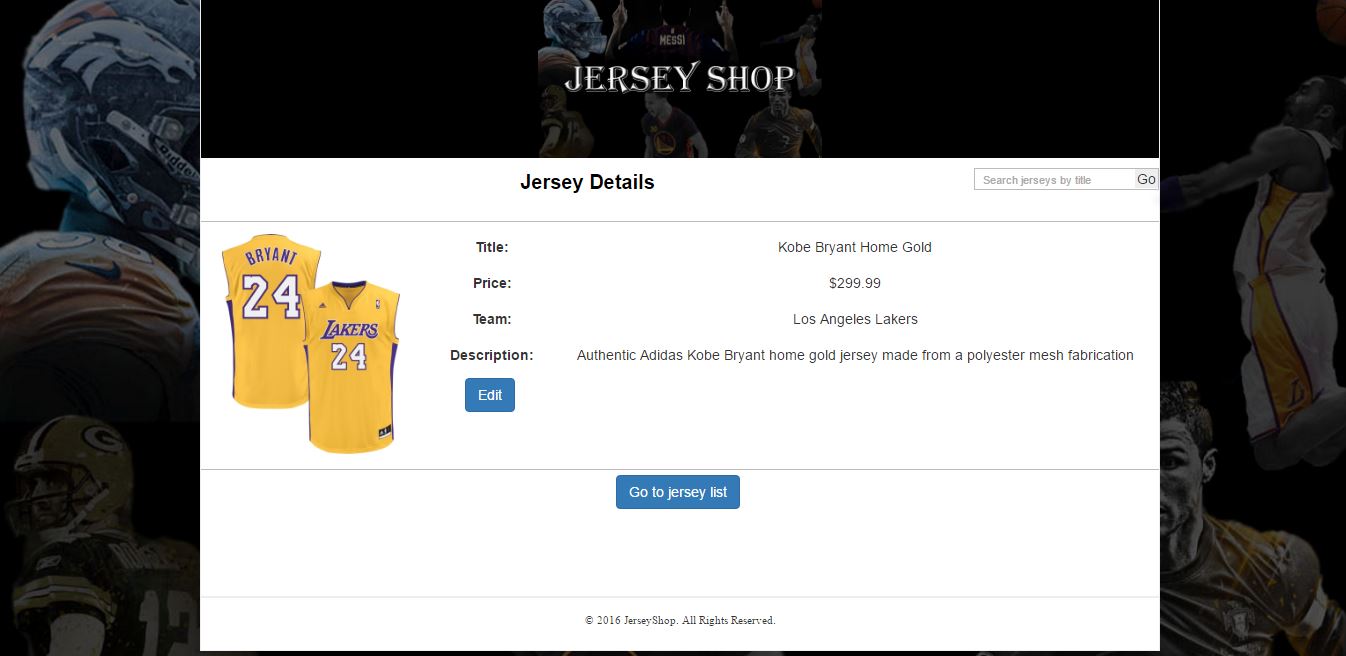 MESSI
JERSEY SHOP
Riddell
Jersey Details
Search jerseys by title
Go
BRYANT
24
LAKERS
24
Title: Kobe Bryant Home Gold
Price: $299.99
Team: Los Angeles Lakers
Description: Authentic Adidas Kobe Bryant home gold jersey made from a polyester mesh fabrication
Edit
Go to jersey list
© 2016 JerseyShop. All Rights Reserved.